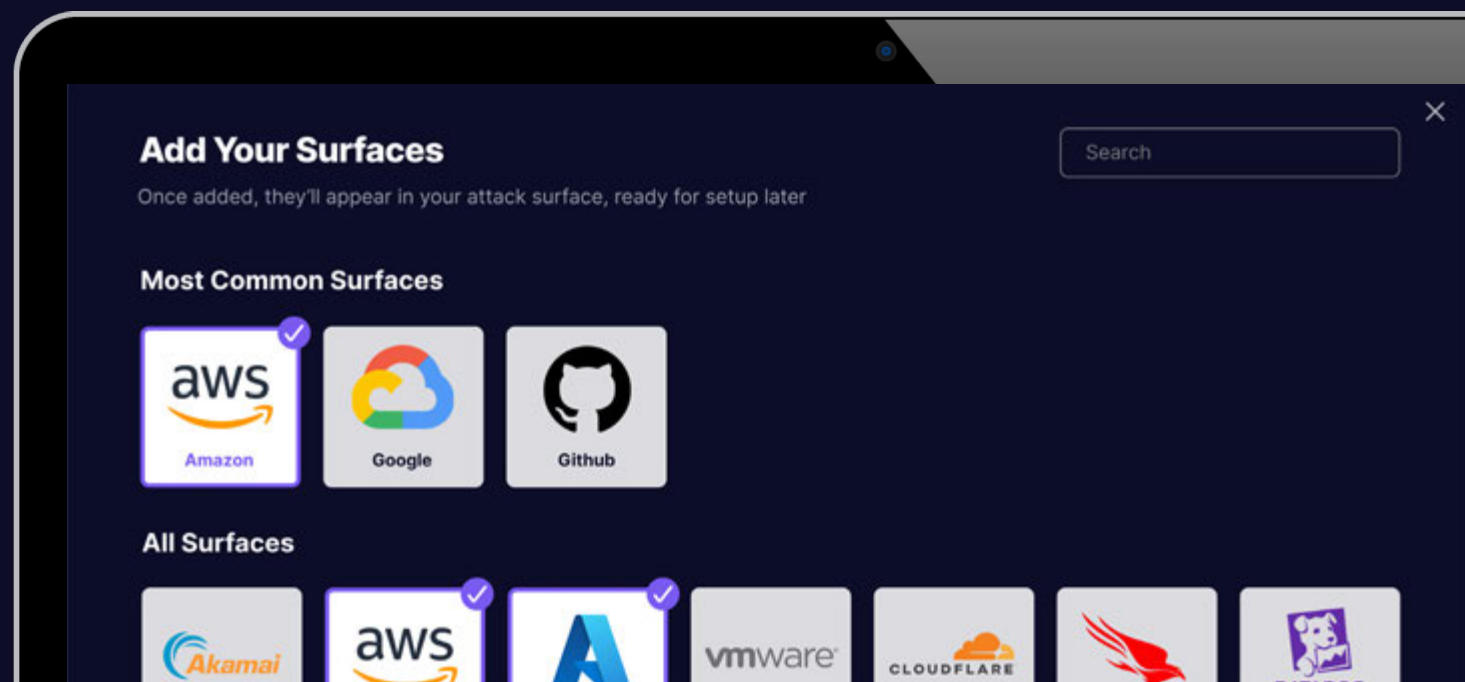 Add Your Surfaces
Search
Once added, they'll appear in your attack surface, ready for setup later
Most Common Surfaces
aws
Amazon
Google
Github
All Surfaces
Akamai
aws
vmware
CLOUDFLARE